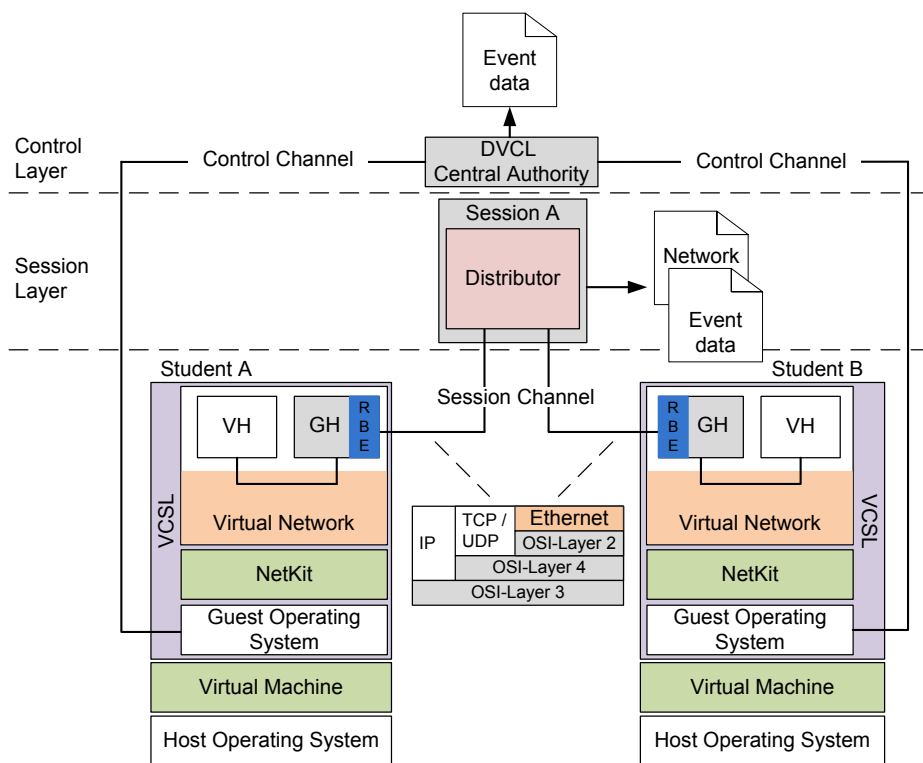 Event
data
Control
Layer
Control Channel
DVCL
Central Authority
Control Channel
Session A
Session
Layer
Distributor
Network
Event
data
Student A
Student B
Session Channel
VH
GH
R
B
E
R
B
E
GH
VH
VCSL
Virtual Network
IP
TCP /
UDP
Ethernet
OSI-Layer 2
OSI-Layer 4
OSI-Layer 3
Virtual Network
VCSL
NetKit
NetKit
Guest Operating
System
Guest Operating
System
Virtual Machine
Virtual Machine
Host Operating System
Host Operating System